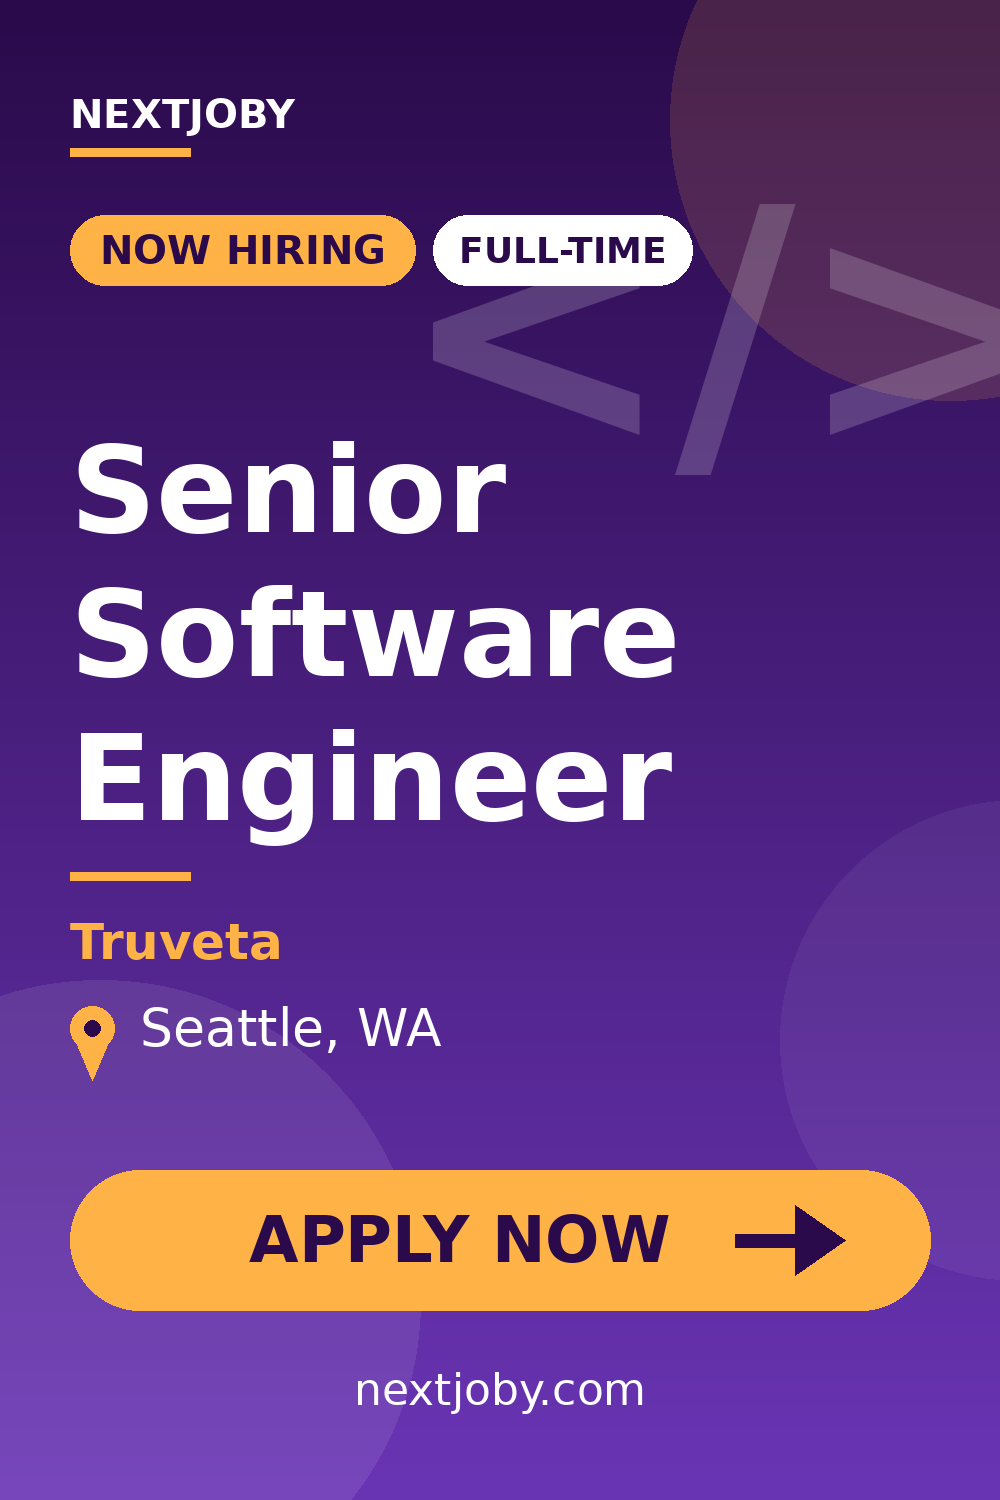 NEXTJOBY
NOW HIRING
FULL-TIME
</>
Senior
Software
Engineer
Truveta
Seattle, WA
APPLY NOW
nextjoby.com